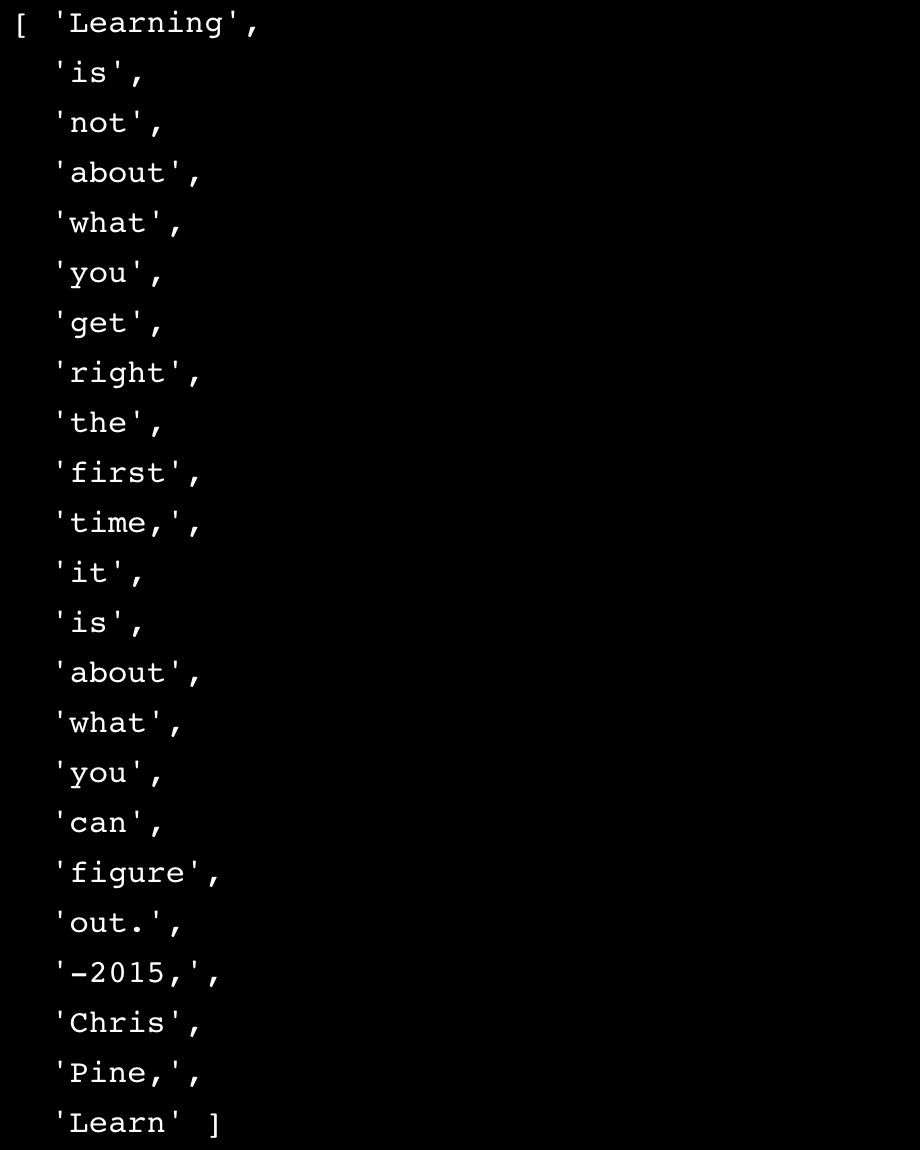 [ 'Learning',
'is',
'not',
'about',
'what',
'you',
'get',
'right',
'the',
'first',
'time,',
'it',
'is',
'about',
'what',
'you',
'can',
'figure',
'out.',
'-2015,',
'Chris',
'Pine,',
'Learn' ]